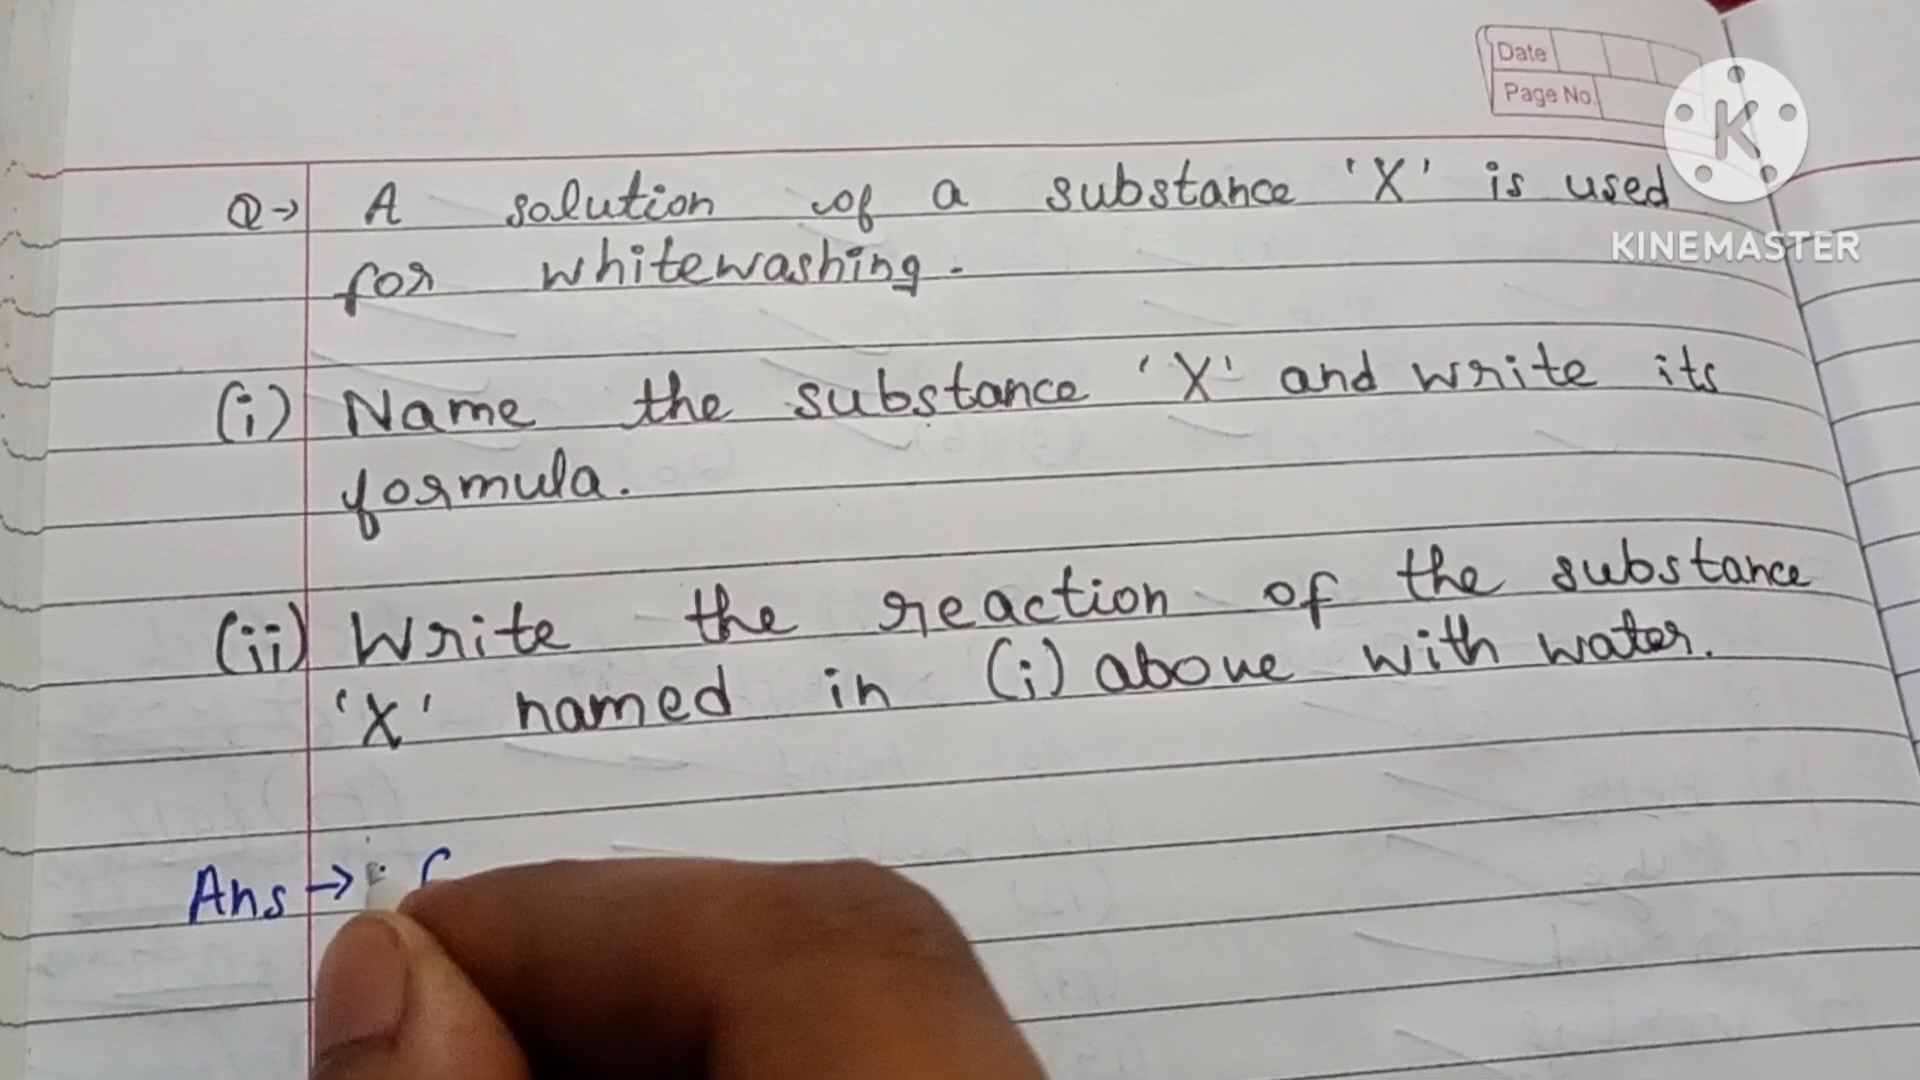 Date
Page No.
KINEMASTER
Q→ A solution of a substance 'X' is used
for whitewashing.
(i) Name the substance 'X' and write its
formula.
(ii) Write the reaction of the substance
'X' named in (i) above with water.
Ans →